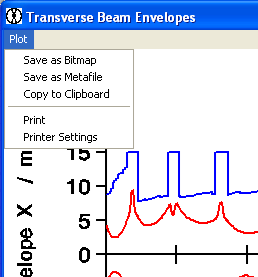 Transverse Beam Envelopes
Plot
Save as Bitmap
Save as Metafile
Copy to Clipboard
Print
Printer Settings
15
10
5
0
elope X / m